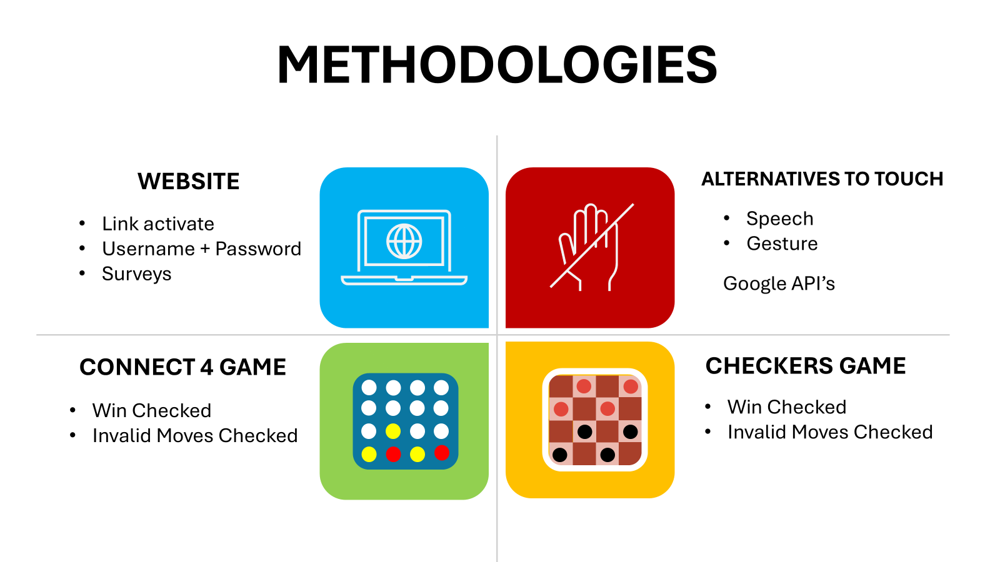 METHODOLOGIES
WEBSITE
• Link activate
• Username + Password
• Surveys
ALTERNATIVES TO TOUCH
• Speech
• Gesture
Google API’s
CONNECT 4 GAME
• Win Checked
• Invalid Moves Checked
CHECKERS GAME
• Win Checked
• Invalid Moves Checked